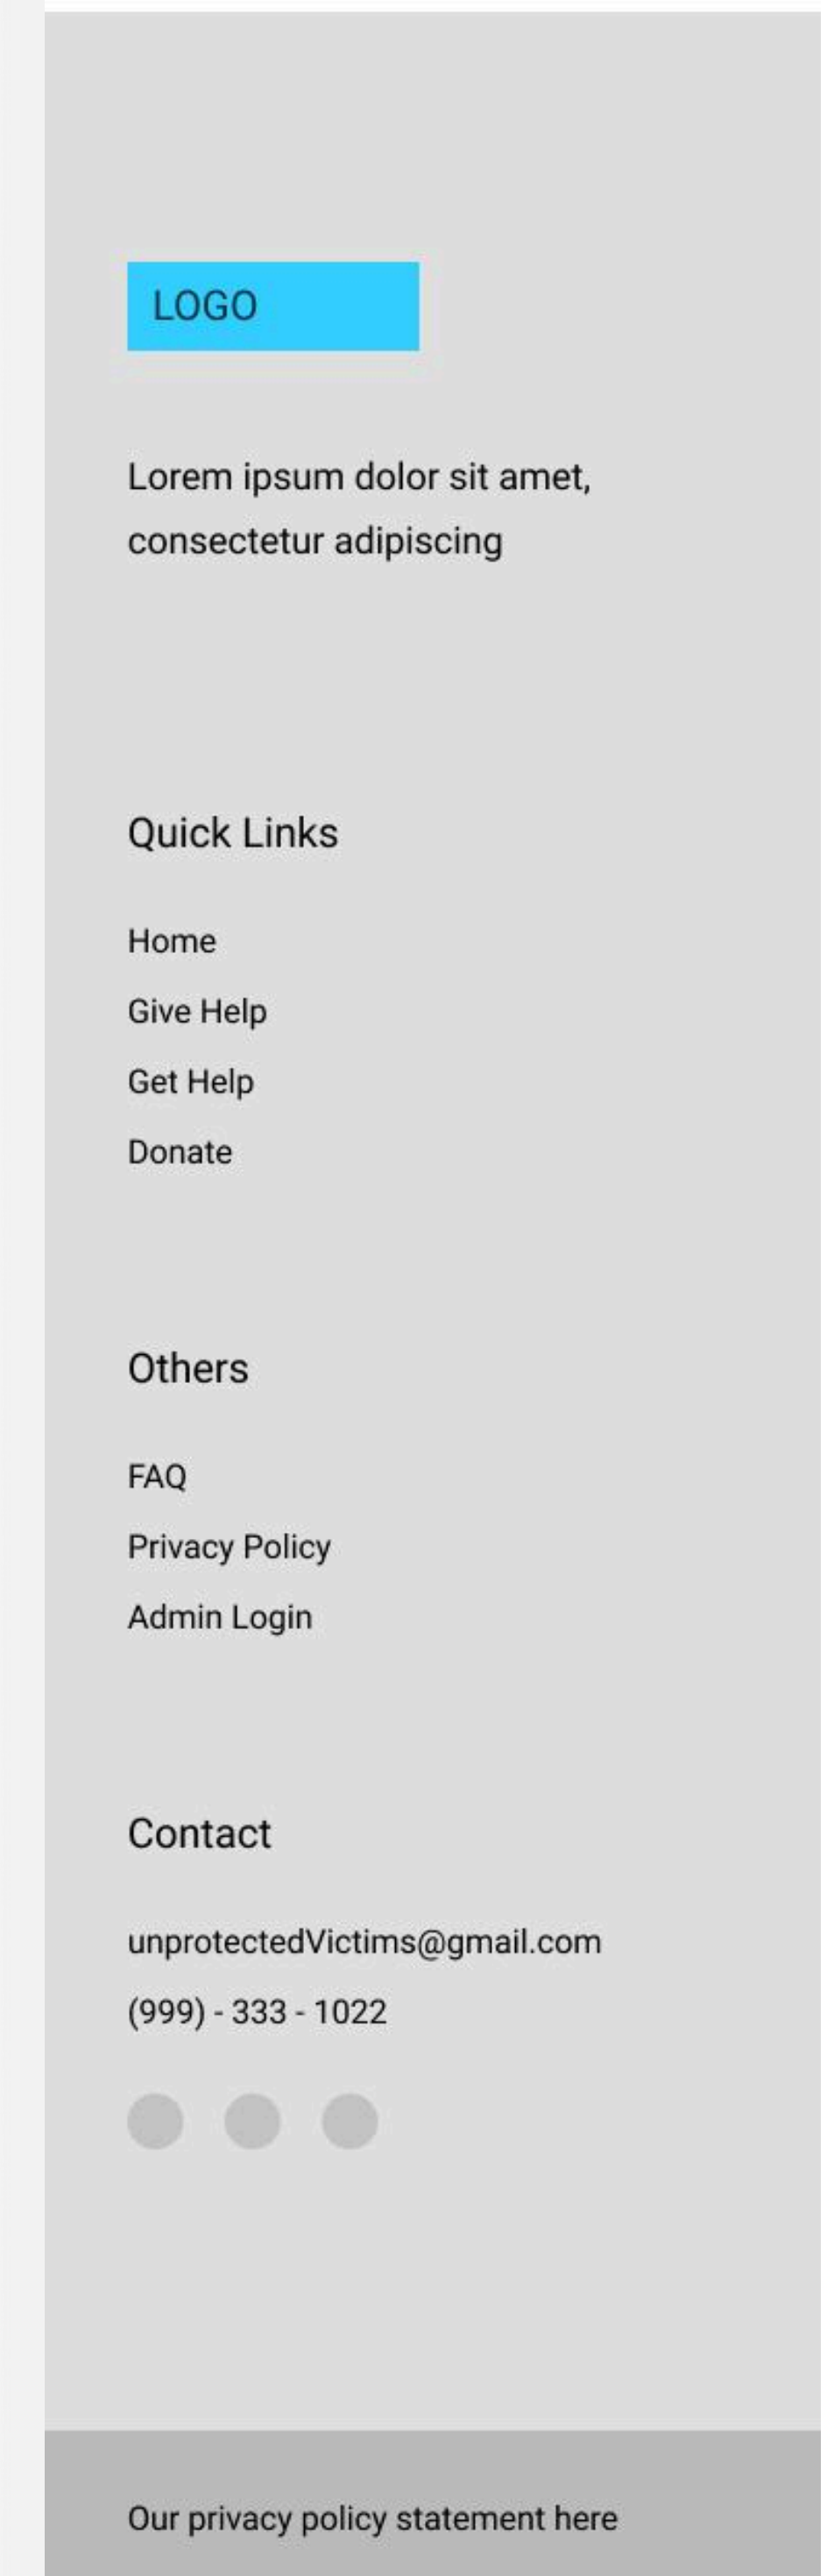 LOGO
Lorem ipsum dolor sit amet,
consectetur adipiscing
Quick Links
Home
Give Help
Get Help
Donate
Others
FAQ
Privacy Policy
Admin Login
Contact
unprotectedVictims@gmail.com
(999) - 333 - 1022
Our privacy policy statement here